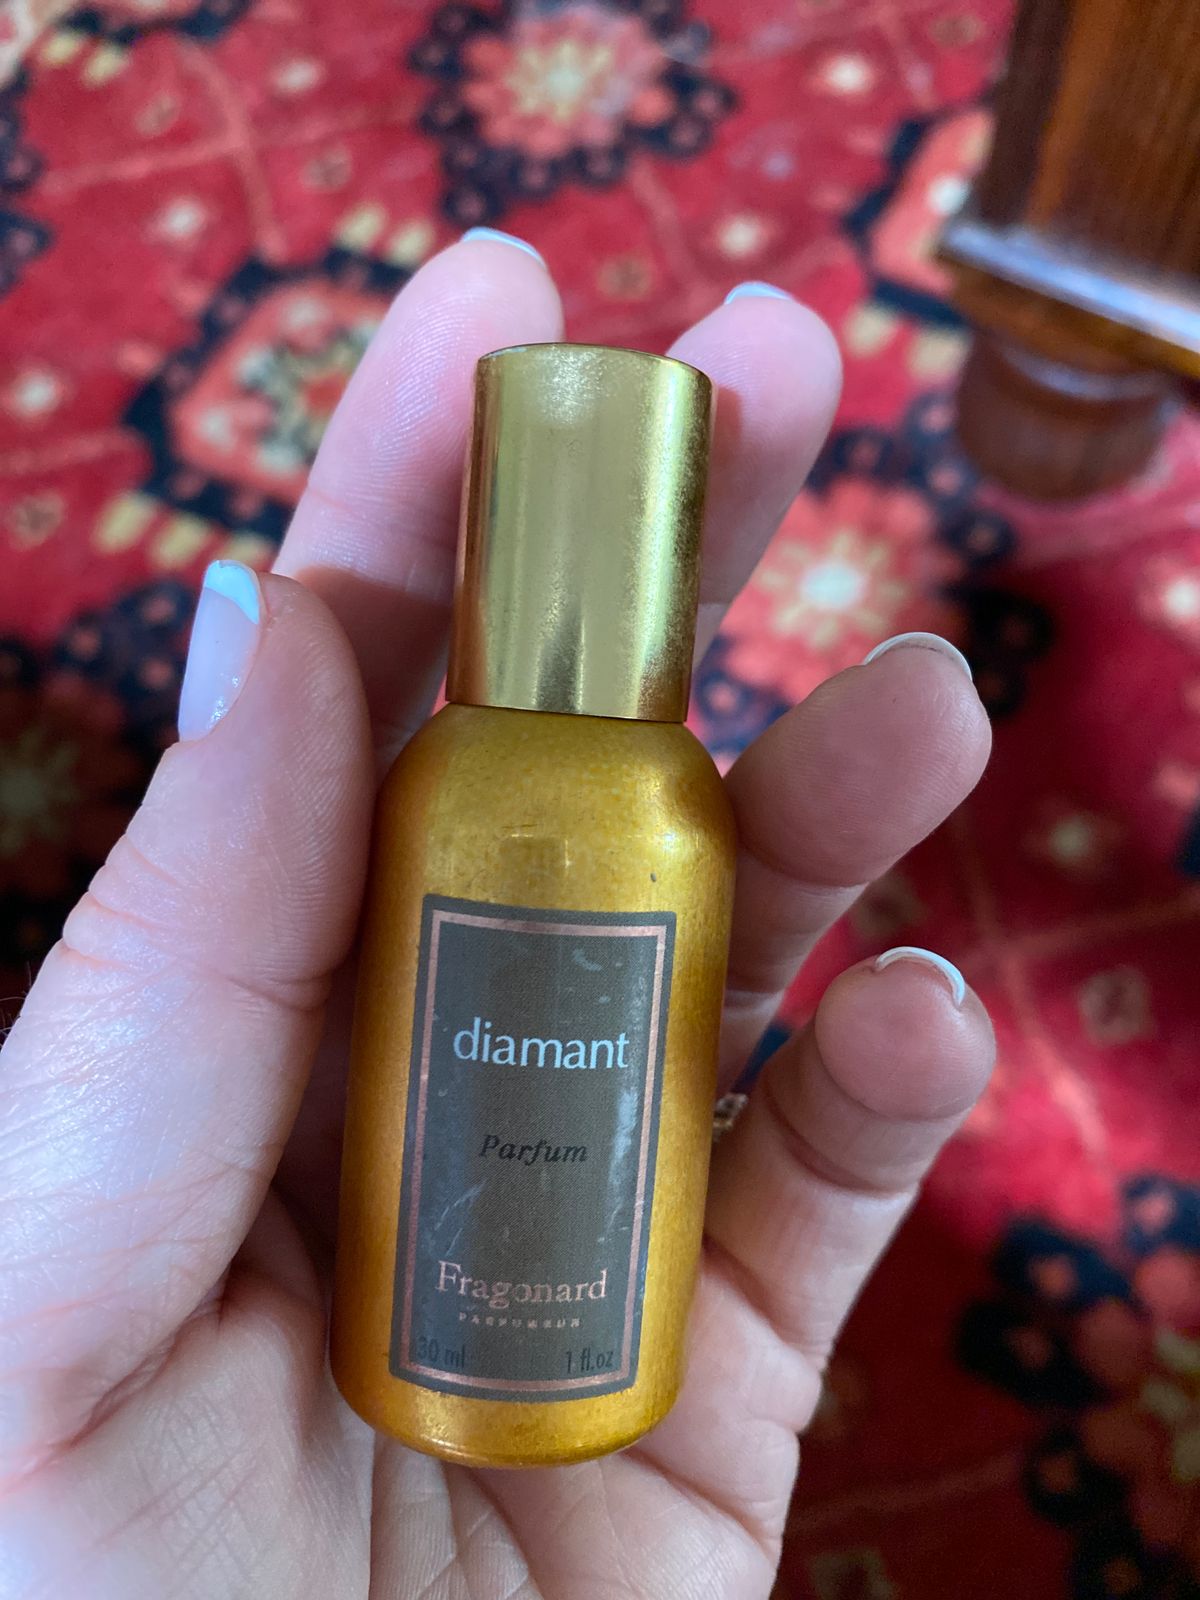 diamant
Parfum
Fragonard
PARFUMEUR
30 ml 1 fl.oz